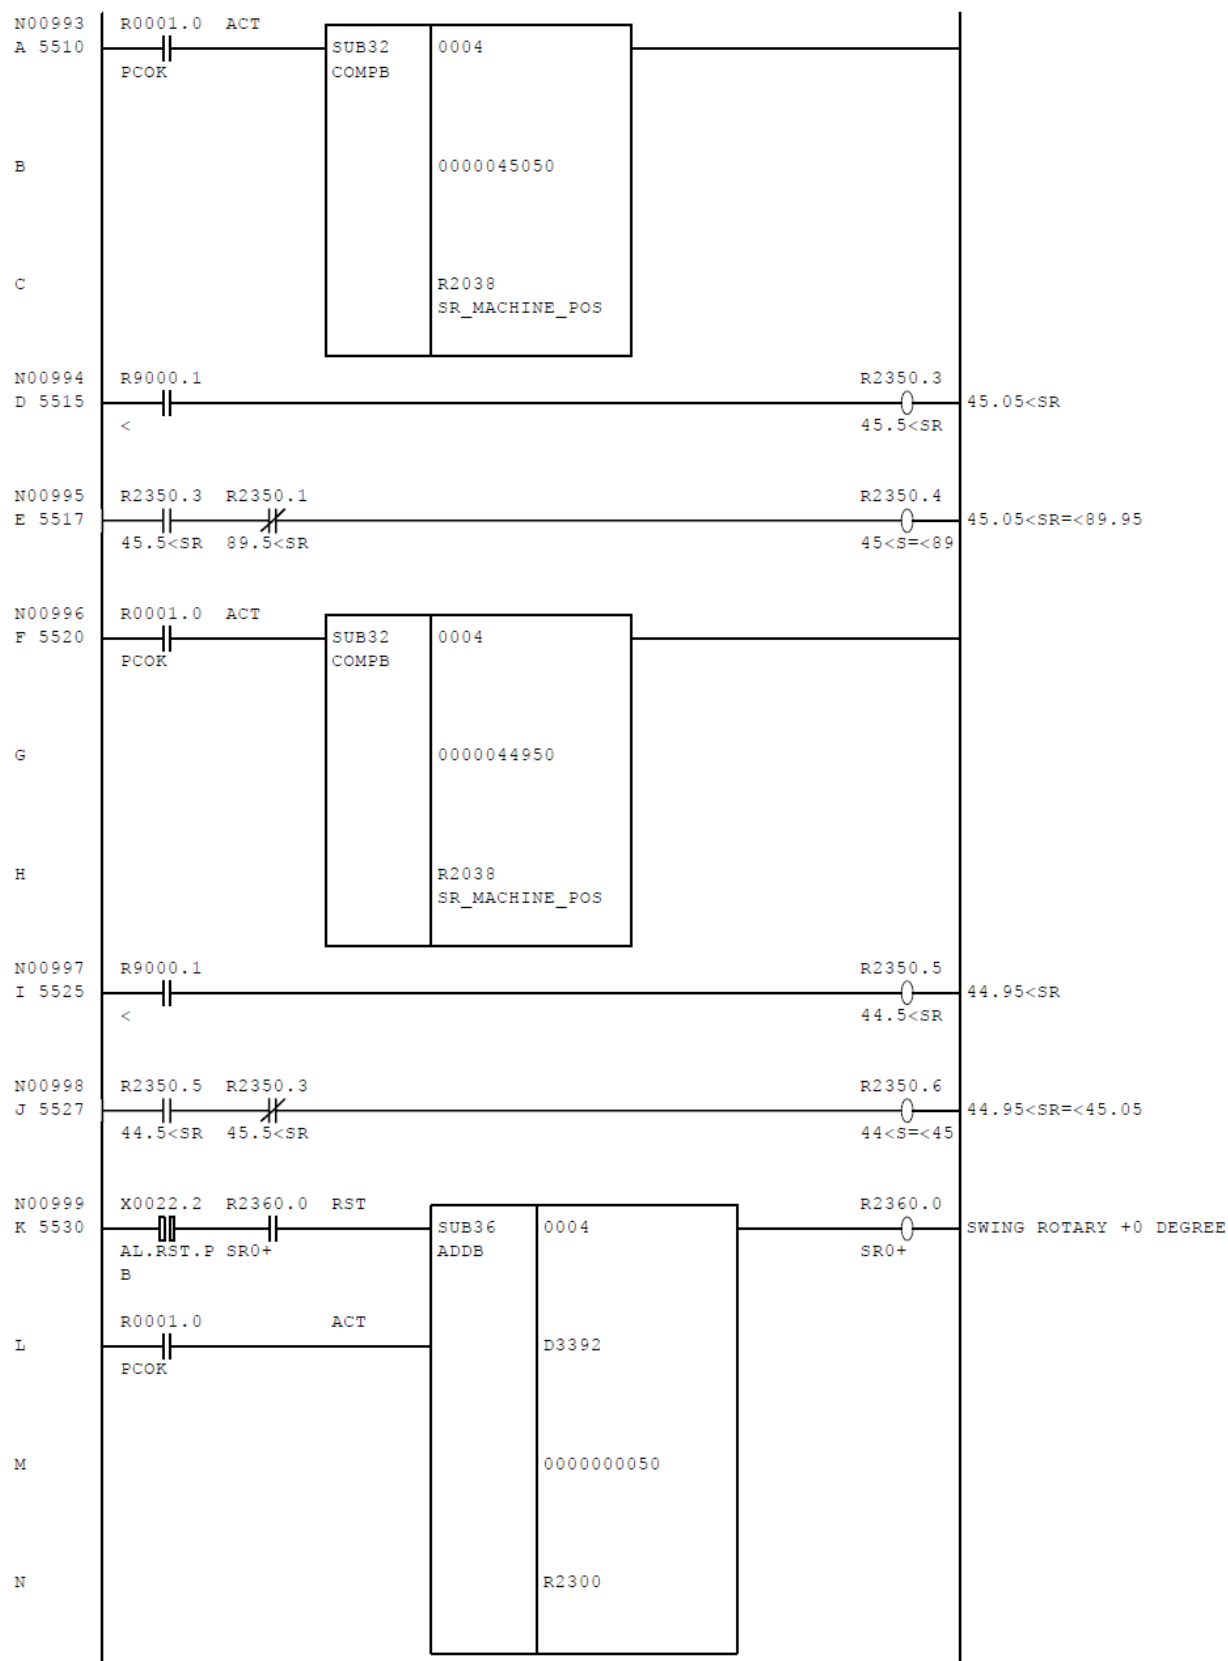 N00993 R0001.0 ACT
A 5510 SUB32 0004
PCOK COMPB
B 0000045050
C R2038
SR_MACHINE_POS
N00994 R9000.1 R2350.3
D 5515 45.05<SR
< 45.5<SR
N00995 R2350.3 R2350.1 R2350.4
E 5517 45.05<SR=<89.95
45.5<SR 89.5<SR 45<S=<89
N00996 R0001.0 ACT
F 5520 SUB32 0004
PCOK COMPB
G 0000044950
H R2038
SR_MACHINE_POS
N00997 R9000.1 R2350.5
I 5525 44.95<SR
< 44.5<SR
N00998 R2350.5 R2350.3 R2350.6
J 5527 44.95<SR=<45.05
44.5<SR 45.5<SR 44<S=<45
N00999 X0022.2 R2360.0 RST R2360.0
K 5530 SUB36 0004 SWING ROTARY +0 DEGREE
AL.RST.P SR0+ ADDB SR0+
B
R0001.0 ACT
L D3392
PCOK
M 0000000050
N R2300